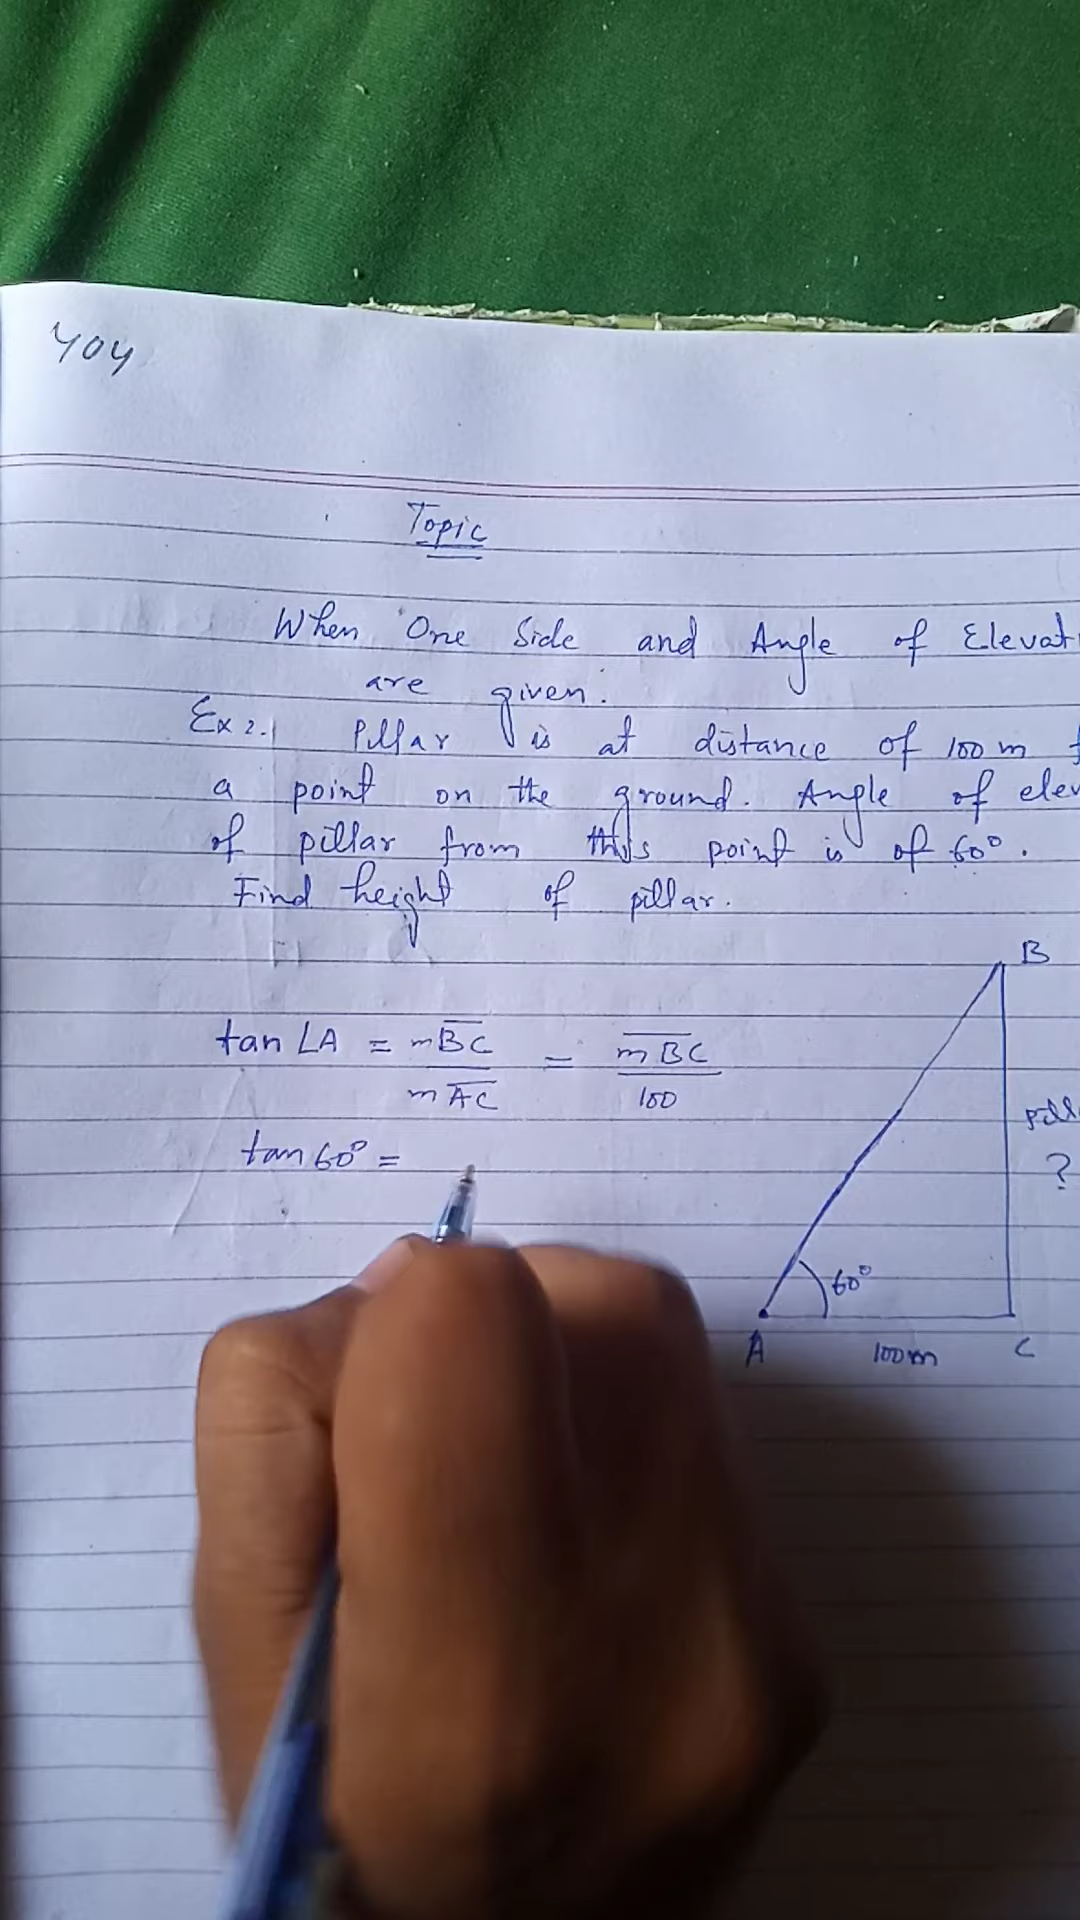 404
Topic
When One Side and Angle of Elevat
are given.
Ex 2. Pillar is at distance of 100 m
a point on the ground. Angle of elev
of pillar from this point is of 60°.
Find height of pillar.
tan ∠A = mBC / mAC = mBC / 100
tan 60° =
B
?
60°
A 100m C